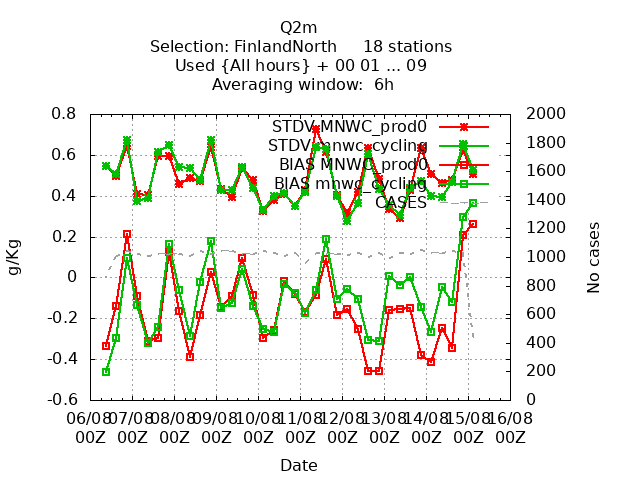 Q2m
Selection: FinlandNorth 18 stations
Used {All hours} + 00 01 ... 09
Averaging window: 6h
0.8
0.6
0.4
0.2
0
-0.2
-0.4
-0.6
g/Kg
STDV MNWC_prod0
STDV mnwc_cycling
BIAS MNWC_prod0
BIAS mnwc_cycling
CASES
2000
1800
1600
1400
1200
1000
800
600
400
200
0
No cases
06/08 07/08 08/08 09/08 10/08 11/08 12/08 13/08 14/08 15/08 16/08
00Z 00Z 00Z 00Z 00Z 00Z 00Z 00Z 00Z 00Z 00Z
Date